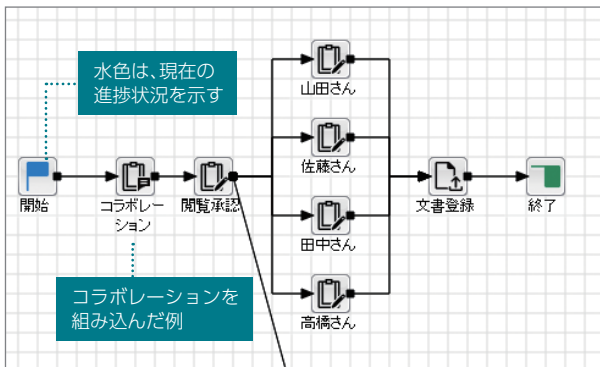 水色は、現在の
進捗状況を示す
山田さん
佐藤さん
開始
コラボレー
ション
閲覧承認
文書登録
終了
田中さん
コラボレーションを
組み込んだ例
高橋さん